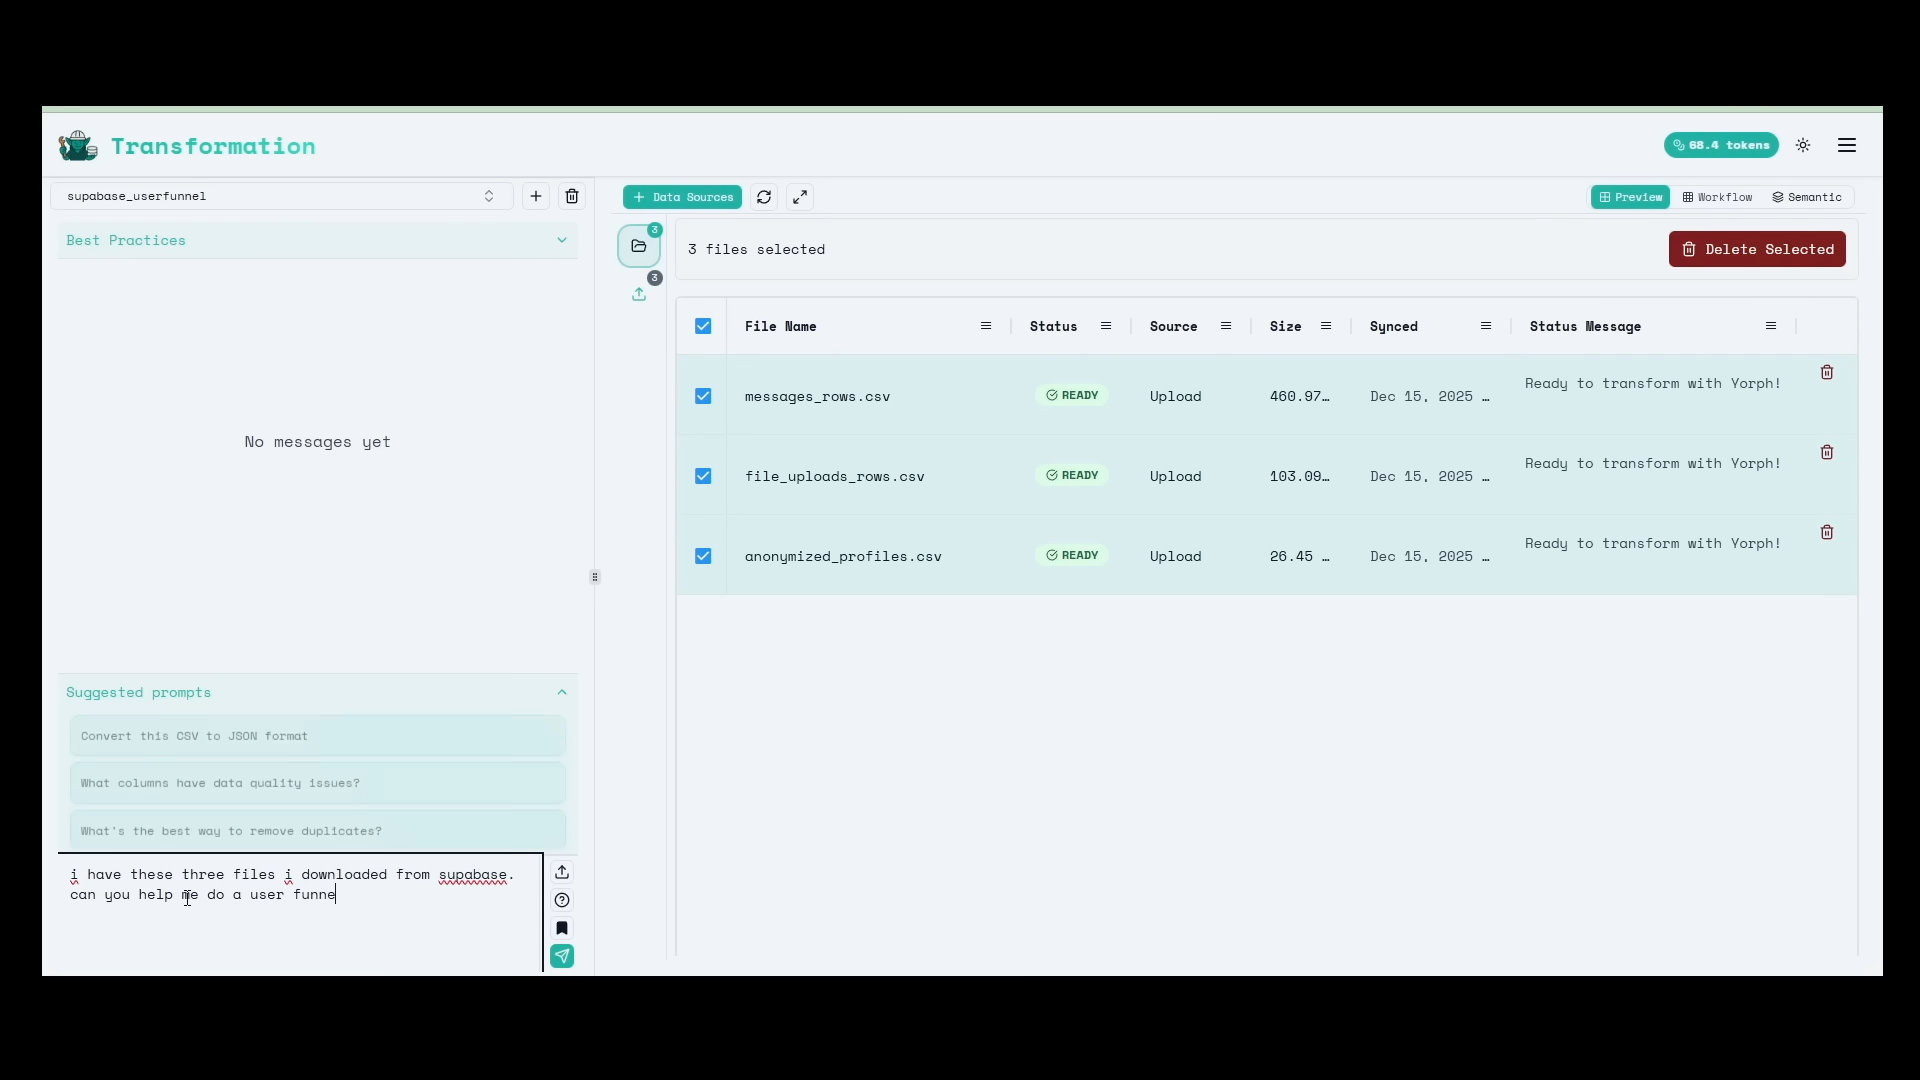 Transformation
68.4 tokens
supabase_userfunnel
Data Sources
Preview
Workflow
Semantic
Best Practices
3
3
3 files selected
Delete Selected
File Name
Status
Source
Size
Synced
Status Message
messages_rows.csv
READY
Upload
460.97…
Dec 15, 2025 …
Ready to transform with Yorph!
file_uploads_rows.csv
READY
Upload
103.09…
Dec 15, 2025 …
Ready to transform with Yorph!
anonymized_profiles.csv
READY
Upload
26.45 …
Dec 15, 2025 …
Ready to transform with Yorph!
No messages yet
Suggested prompts
Convert this CSV to JSON format
What columns have data quality issues?
What's the best way to remove duplicates?
i have these three files i downloaded from supabase.
can you help me do a user funne